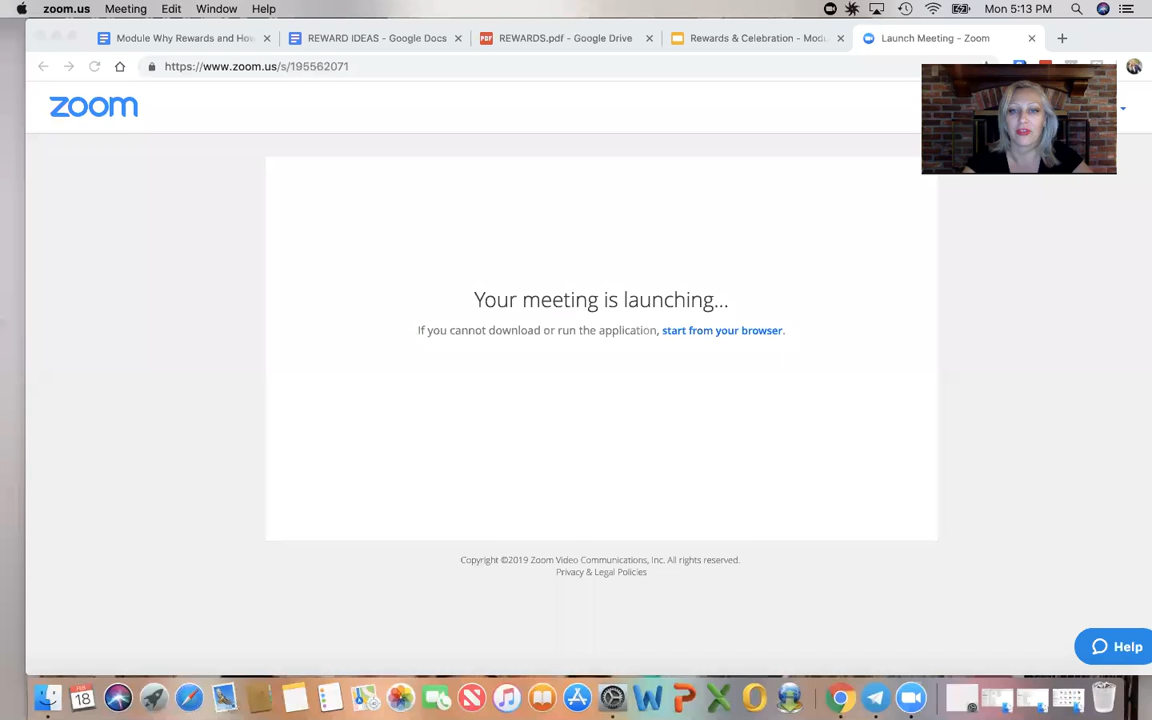 zoom.us Meeting Edit Window Help Mon 5:13 PM
Module Why Rewards and How REWARD IDEAS - Google Docs REWARDS.pdf - Google Drive Rewards & Celebration - Modu Launch Meeting - Zoom
https://www.zoom.us/s/195562071
zoom
Your meeting is launching...
If you cannot download or run the application, start from your browser.
Copyright ©2019 Zoom Video Communications, Inc. All rights reserved.
Privacy & Legal Policies
Help
18